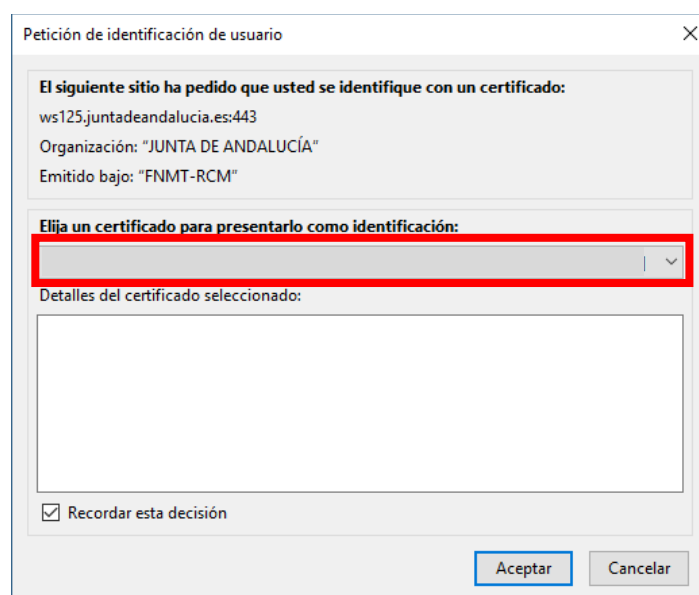 Petición de identificación de usuario
El siguiente sitio ha pedido que usted se identifique con un certificado:
ws125.juntadeandalucia.es:443
Organización: “JUNTA DE ANDALUCÍA“
Emitido bajo: “FNMT-RCM“
Elija un certificado para presentarlo como identificación:
Detalles del certificado seleccionado:
Recordar esta decisión
Aceptar
Cancelar